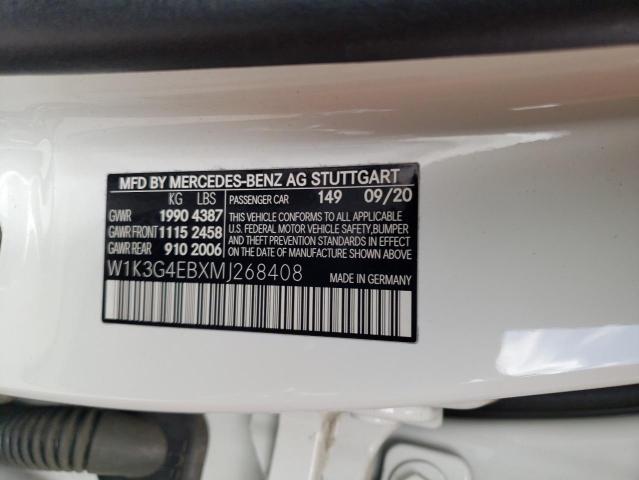 MFD BY MERCEDES-BENZ AG STUTTGART
KG LBS PASSENGER CAR 149 09/20
GVWR 1990 4387 THIS VEHICLE CONFORMS TO ALL APPLICABLE
GAWR FRONT 1115 2458 U.S. FEDERAL MOTOR VEHICLE SAFETY,BUMPER
GAWR REAR 910 2006 AND THEFT PREVENTION STANDARDS IN EFFECT
ON THE DATE OF MANUFACTURE SHOWN ABOVE.
W1K3G4EBXMJ268408
MADE IN GERMANY